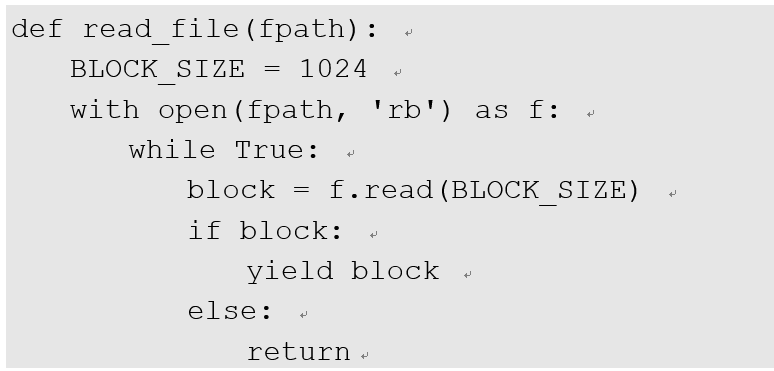 def read_file(fpath):
    BLOCK_SIZE = 1024
    with open(fpath, 'rb') as f:
        while True:
            block = f.read(BLOCK_SIZE)
            if block:
                yield block
            else:
                return